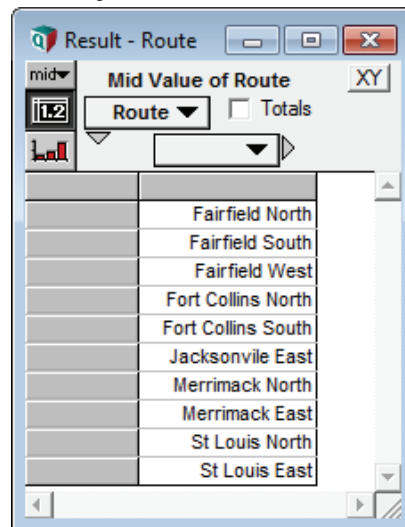 Result - Route
mid
Mid Value of Route
XY
1.2
Route
Totals
Fairfield North
Fairfield South
Fairfield West
Fort Collins North
Fort Collins South
Jacksonvile East
Merrimack North
Merrimack East
St Louis North
St Louis East